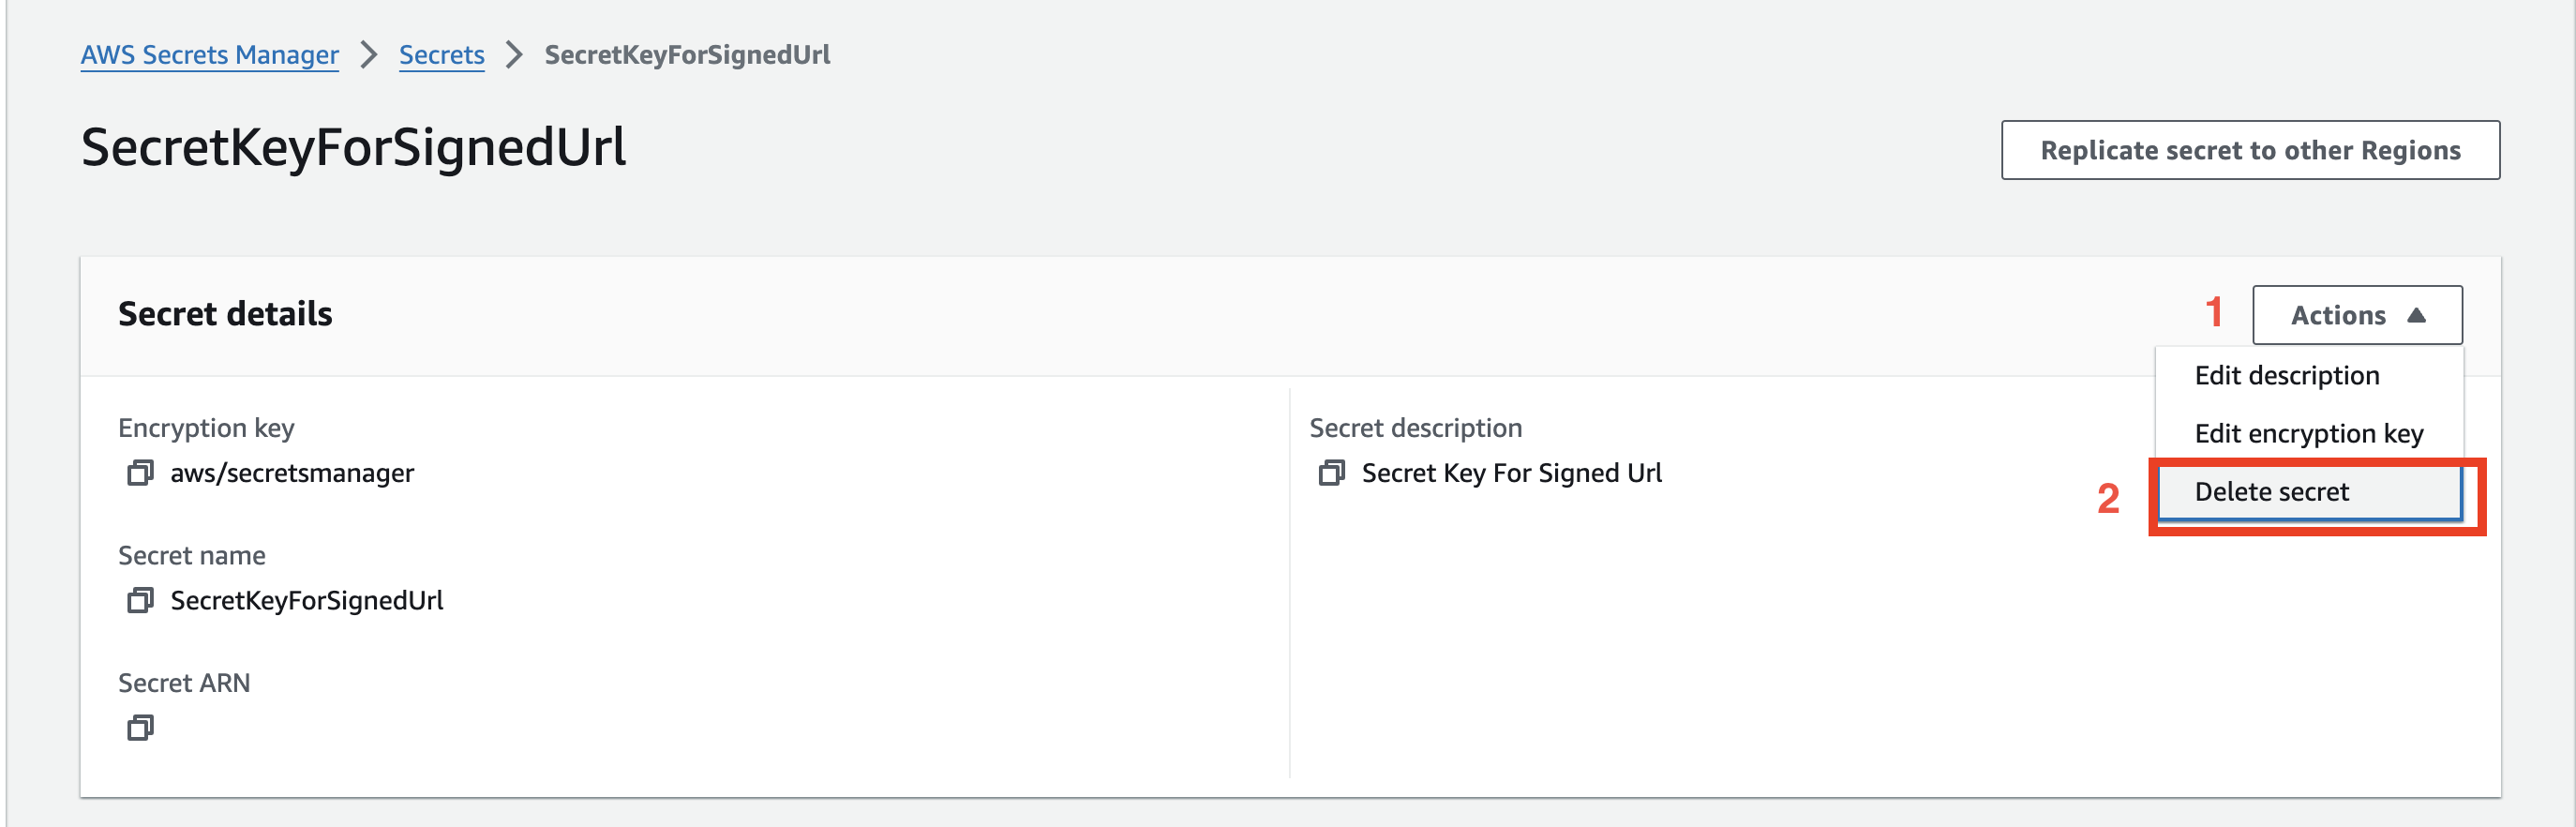 AWS Secrets Manager > Secrets > SecretKeyForSignedUrl
SecretKeyForSignedUrl
Replicate secret to other Regions
Secret details
1
Actions
Edit description
Edit encryption key
2
Delete secret
Encryption key
aws/secretsmanager
Secret name
SecretKeyForSignedUrl
Secret ARN
Secret description
Secret Key For Signed Url